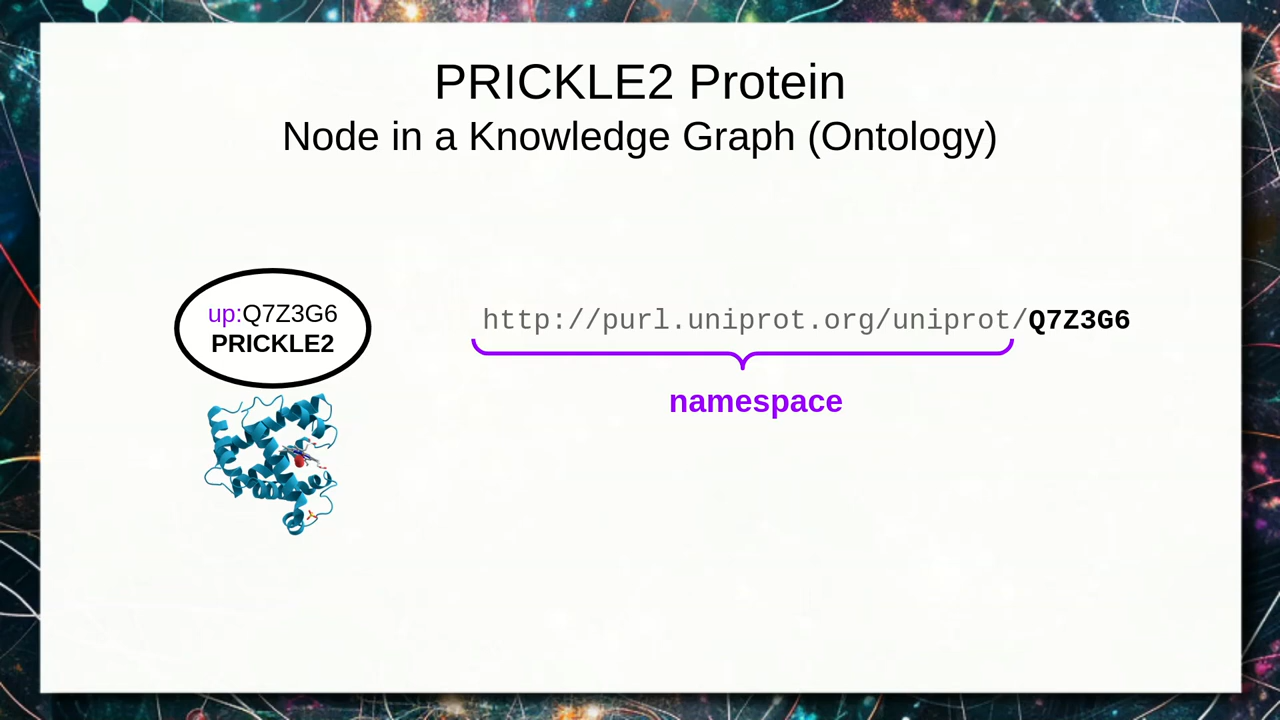 PRICKLE2 Protein
Node in a Knowledge Graph (Ontology)
up:Q7Z3G6
PRICKLE2
http://purl.uniprot.org/uniprot/Q7Z3G6
namespace